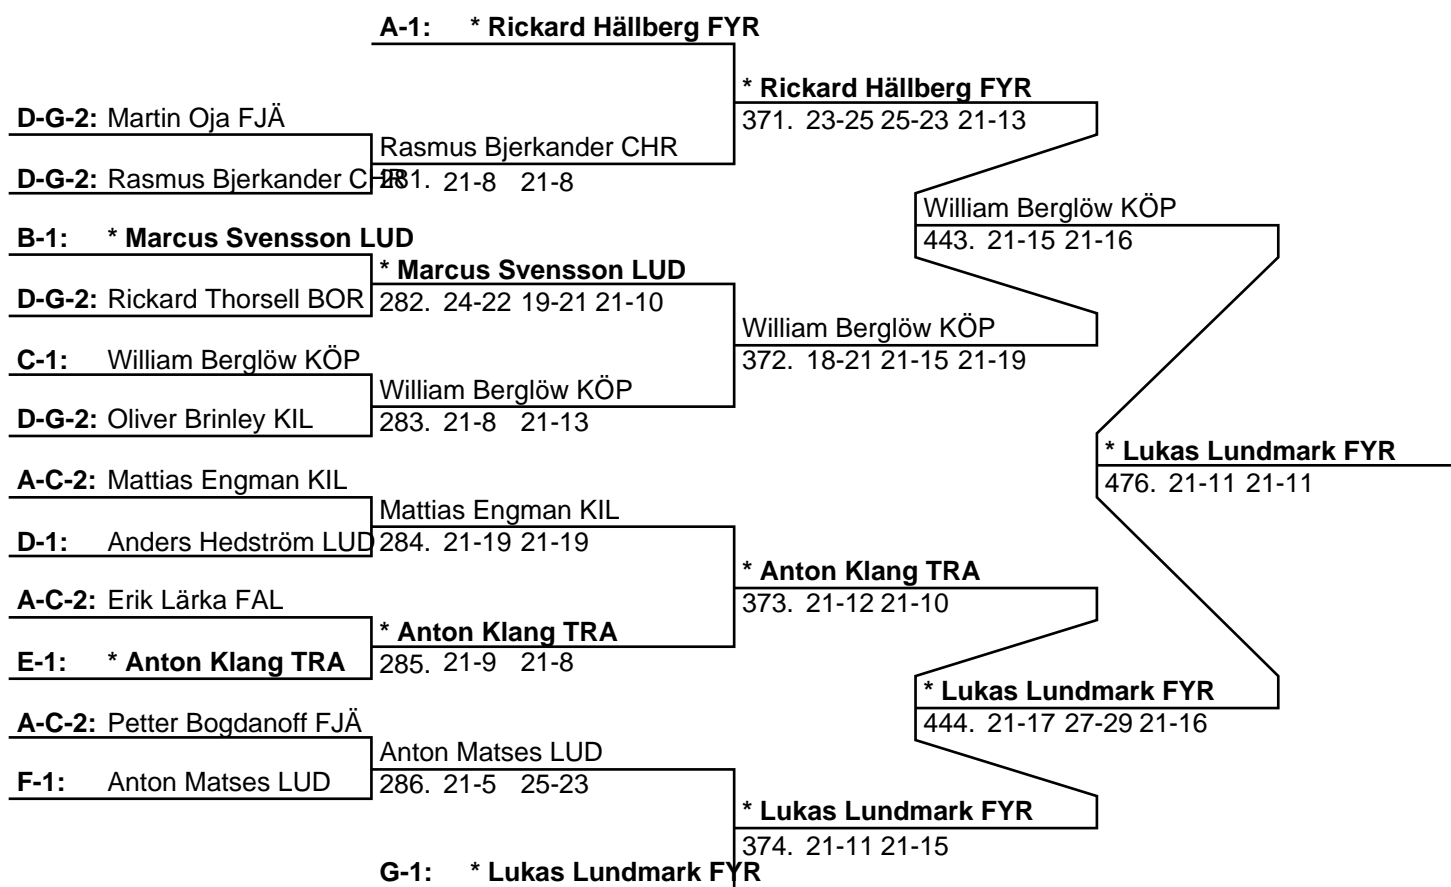 A-1: * Rickard Hällberg FYR
* Rickard Hällberg FYR
D-G-2: Martin Oja FJÄ
371. 23-25 25-23 21-13
Rasmus Bjerkander CHR
D-G-2: Rasmus Bjerkander CHR
281. 21-8 21-8
William Berglöw KÖP
B-1: * Marcus Svensson LUD
443. 21-15 21-16
* Marcus Svensson LUD
D-G-2: Rickard Thorsell BOR
282. 24-22 19-21 21-10
William Berglöw KÖP
C-1: William Berglöw KÖP
372. 18-21 21-15 21-19
William Berglöw KÖP
D-G-2: Oliver Brinley KIL
283. 21-8 21-13
* Lukas Lundmark FYR
A-C-2: Mattias Engman KIL
476. 21-11 21-11
Mattias Engman KIL
D-1: Anders Hedström LUD
284. 21-19 21-19
* Anton Klang TRA
A-C-2: Erik Lärka FAL
373. 21-12 21-10
* Anton Klang TRA
E-1: * Anton Klang TRA
285. 21-9 21-8
* Lukas Lundmark FYR
A-C-2: Petter Bogdanoff FJÄ
444. 21-17 27-29 21-16
Anton Matses LUD
F-1: Anton Matses LUD
286. 21-5 25-23
* Lukas Lundmark FYR
374. 21-11 21-15
G-1: * Lukas Lundmark FYR